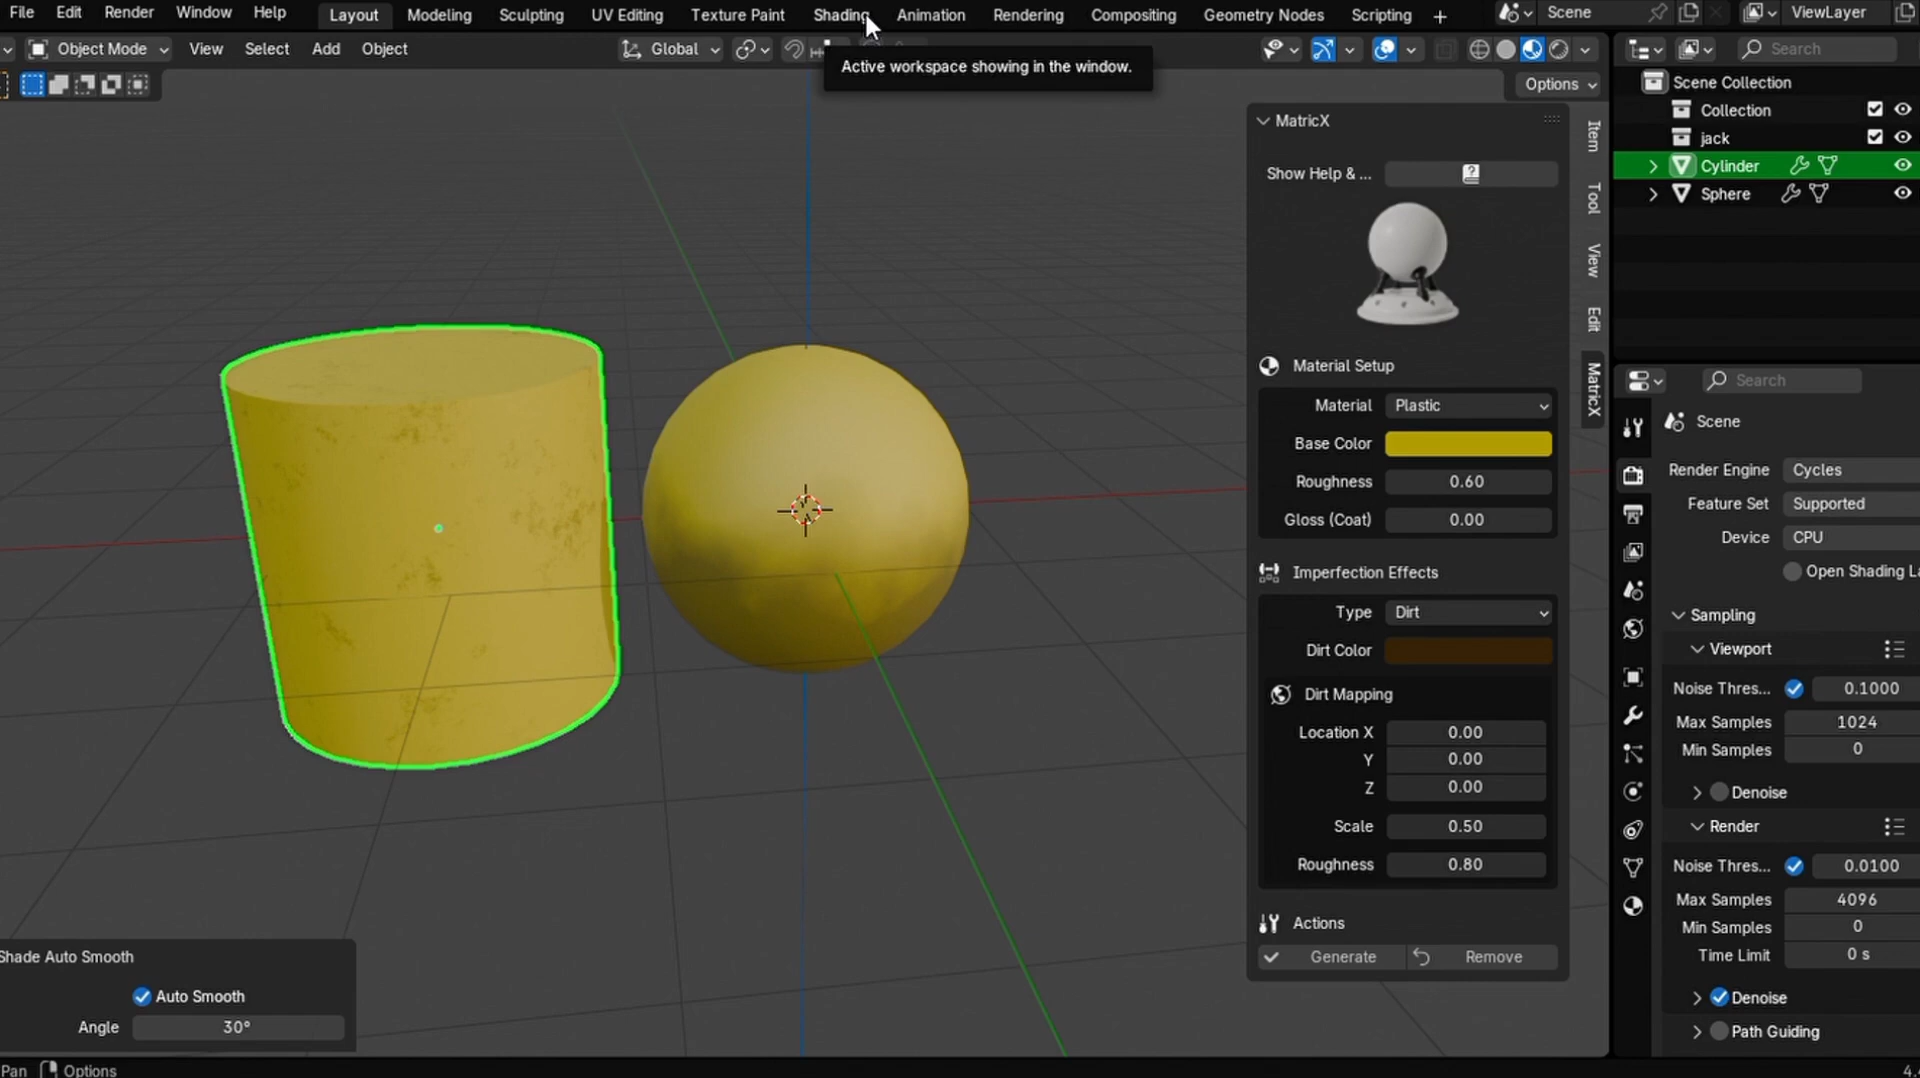 File Edit Render Window Help Layout Modeling Sculpting UV Editing Texture Paint Shading Animation Rendering Compositing Geometry Nodes Scripting + Scene ViewLayer
Object Mode View Select Add Object Global Search
Active workspace showing in the window.
Options
Scene Collection
Collection
jack
Cylinder
Sphere
MatricX
Show Help & ...
Item
Tool
View
Edit
MatricX
Material Setup
Material Plastic
Base Color
Roughness 0.60
Gloss (Coat) 0.00
Imperfection Effects
Type Dirt
Dirt Color
Dirt Mapping
Location X 0.00
Y 0.00
Z 0.00
Scale 0.50
Roughness 0.80
Actions
Generate Remove
Search
Scene
Render Engine Cycles
Feature Set Supported
Device CPU
Open Shading La
Sampling
Viewport
Noise Thres... 0.1000
Max Samples 1024
Min Samples 0
Denoise
Render
Noise Thres... 0.0100
Max Samples 4096
Min Samples 0
Time Limit 0 s
Denoise
Path Guiding
Shade Auto Smooth
Auto Smooth
Angle 30°
Pan Options
4.